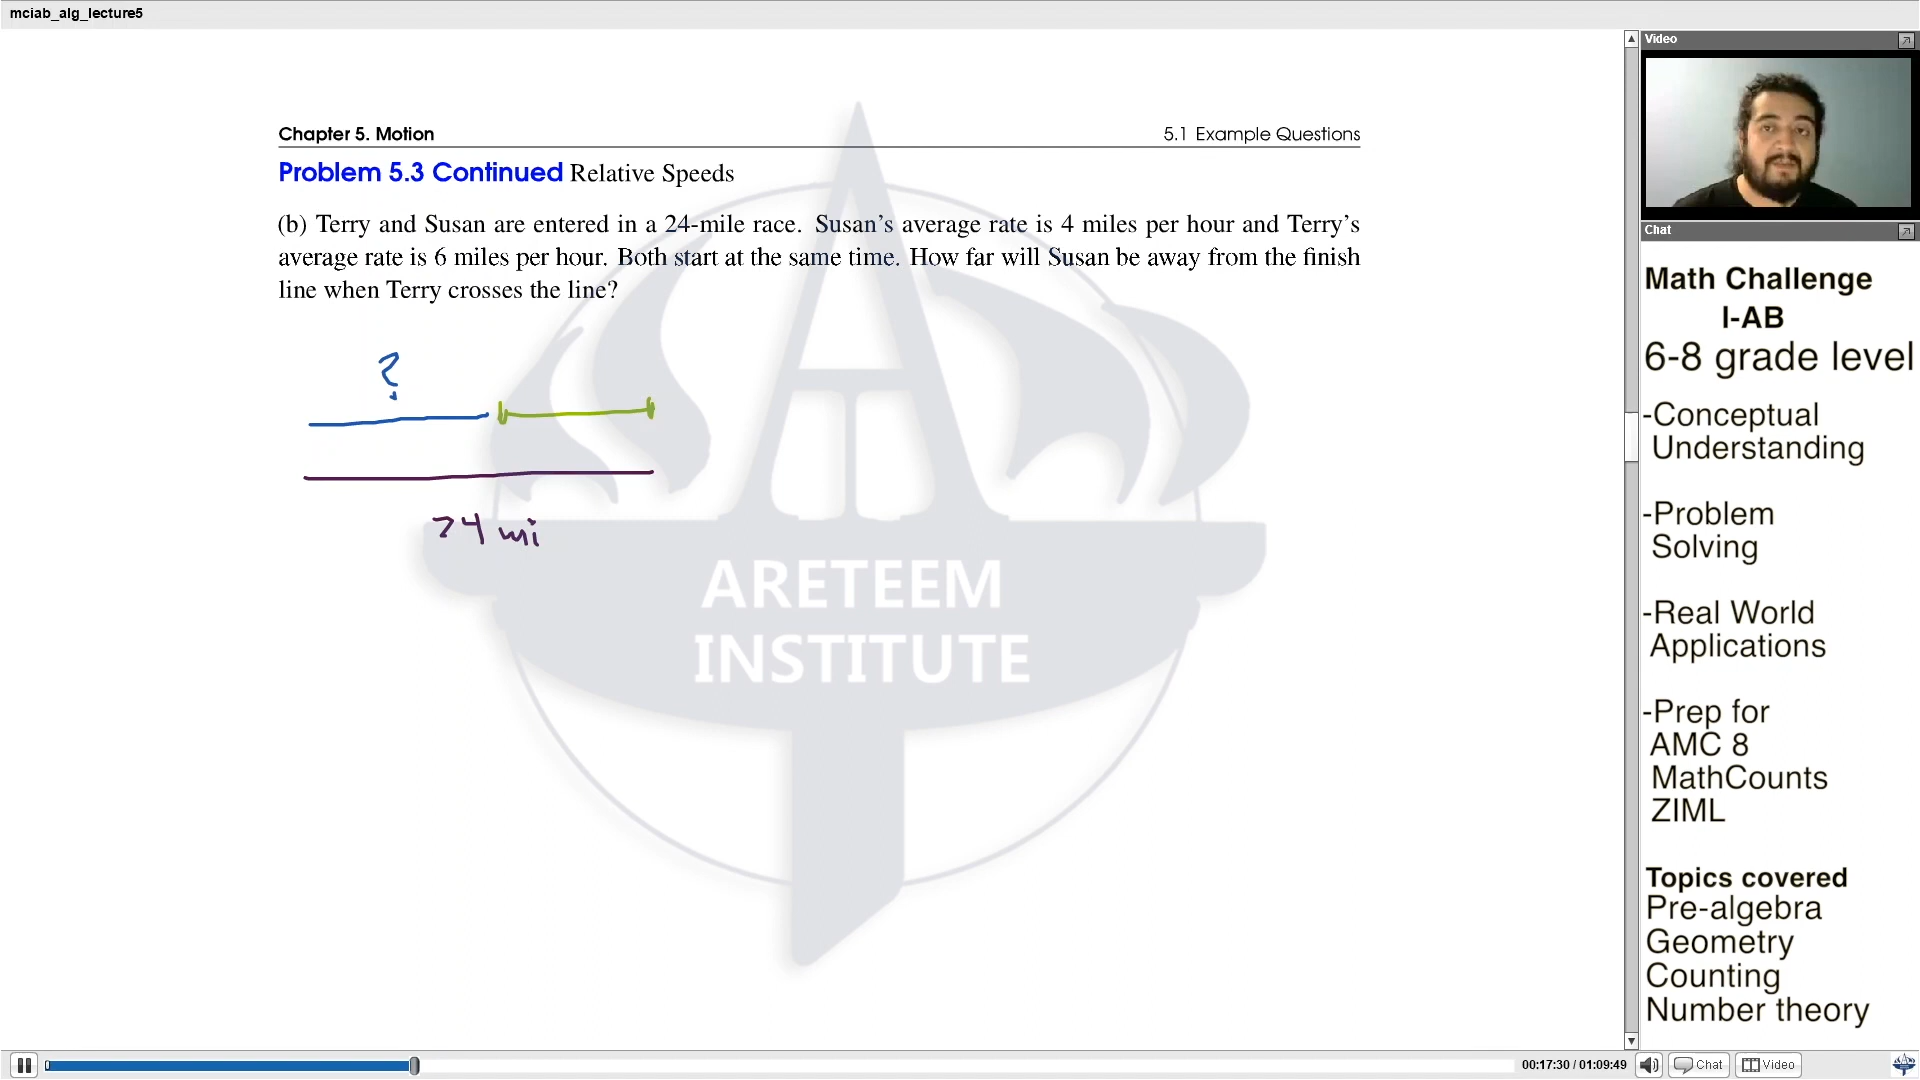 mciab_alg_lecture5
Chapter 5. Motion
5.1 Example Questions
Problem 5.3 Continued Relative Speeds
(b) Terry and Susan are entered in a 24-mile race. Susan's average rate is 4 miles per hour and Terry's
average rate is 6 miles per hour. Both start at the same time. How far will Susan be away from the finish
line when Terry crosses the line?
?
24 mi
ARETEEM
INSTITUTE
Video
Chat
Math Challenge
I-AB
6-8 grade level
-Conceptual
Understanding
-Problem
Solving
-Real World
Applications
-Prep for
AMC 8
MathCounts
ZIML
Topics covered
Pre-algebra
Geometry
Counting
Number theory
00:17:30 / 01:09:49
Chat
Video